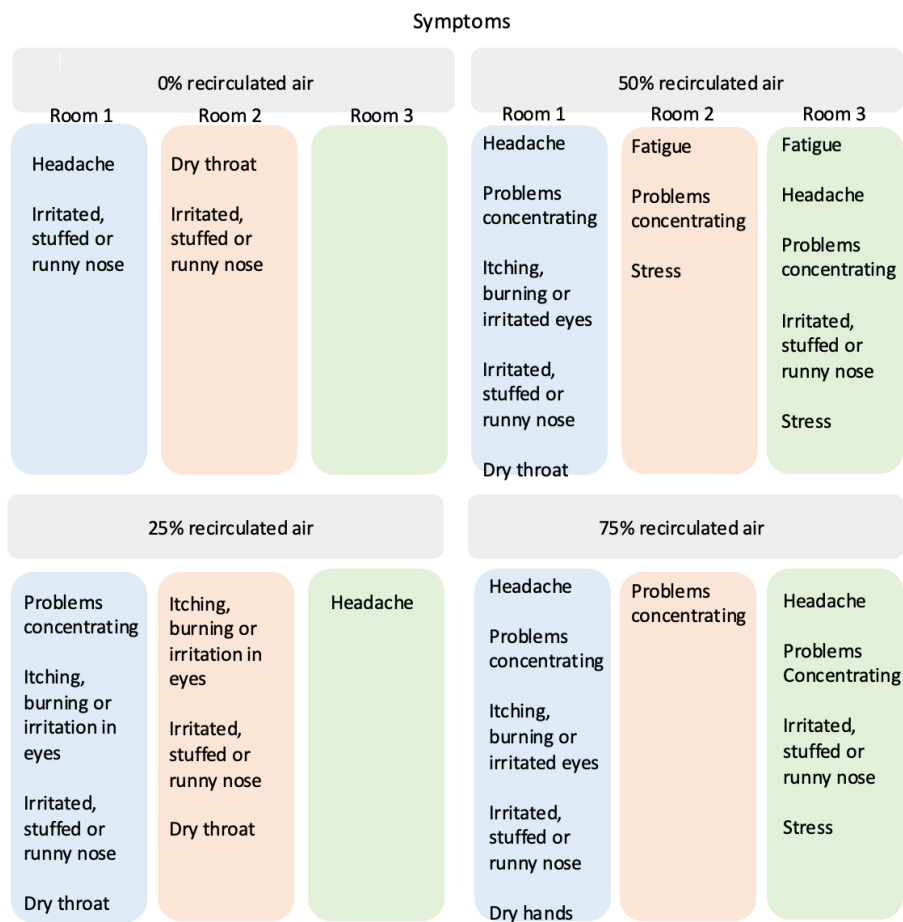 Symptoms
0% recirculated air
Room 1
Room 2
Room 3
Headache
Irritated,
stuffed or
runny nose
Dry throat
Irritated,
stuffed or
runny nose
50% recirculated air
Room 1
Room 2
Room 3
Headache
Problems
concentrating
Itching,
burning or
irritated eyes
Irritated,
stuffed or
runny nose
Dry throat
Fatigue
Problems
concentrating
Stress
Fatigue
Headache
Problems
concentrating
Irritated,
stuffed or
runny nose
Stress
25% recirculated air
Problems
concentrating
Itching,
burning or
irritation in
eyes
Irritated,
stuffed or
runny nose
Dry throat
Itching,
burning or
irritation in
eyes
Irritated,
stuffed or
runny nose
Dry throat
Headache
75% recirculated air
Headache
Problems
concentrating
Itching,
burning or
irritated eyes
Irritated,
stuffed or
runny nose
Dry hands
Problems
concentrating
Headache
Problems
Concentrating
Irritated,
stuffed or
runny nose
Stress